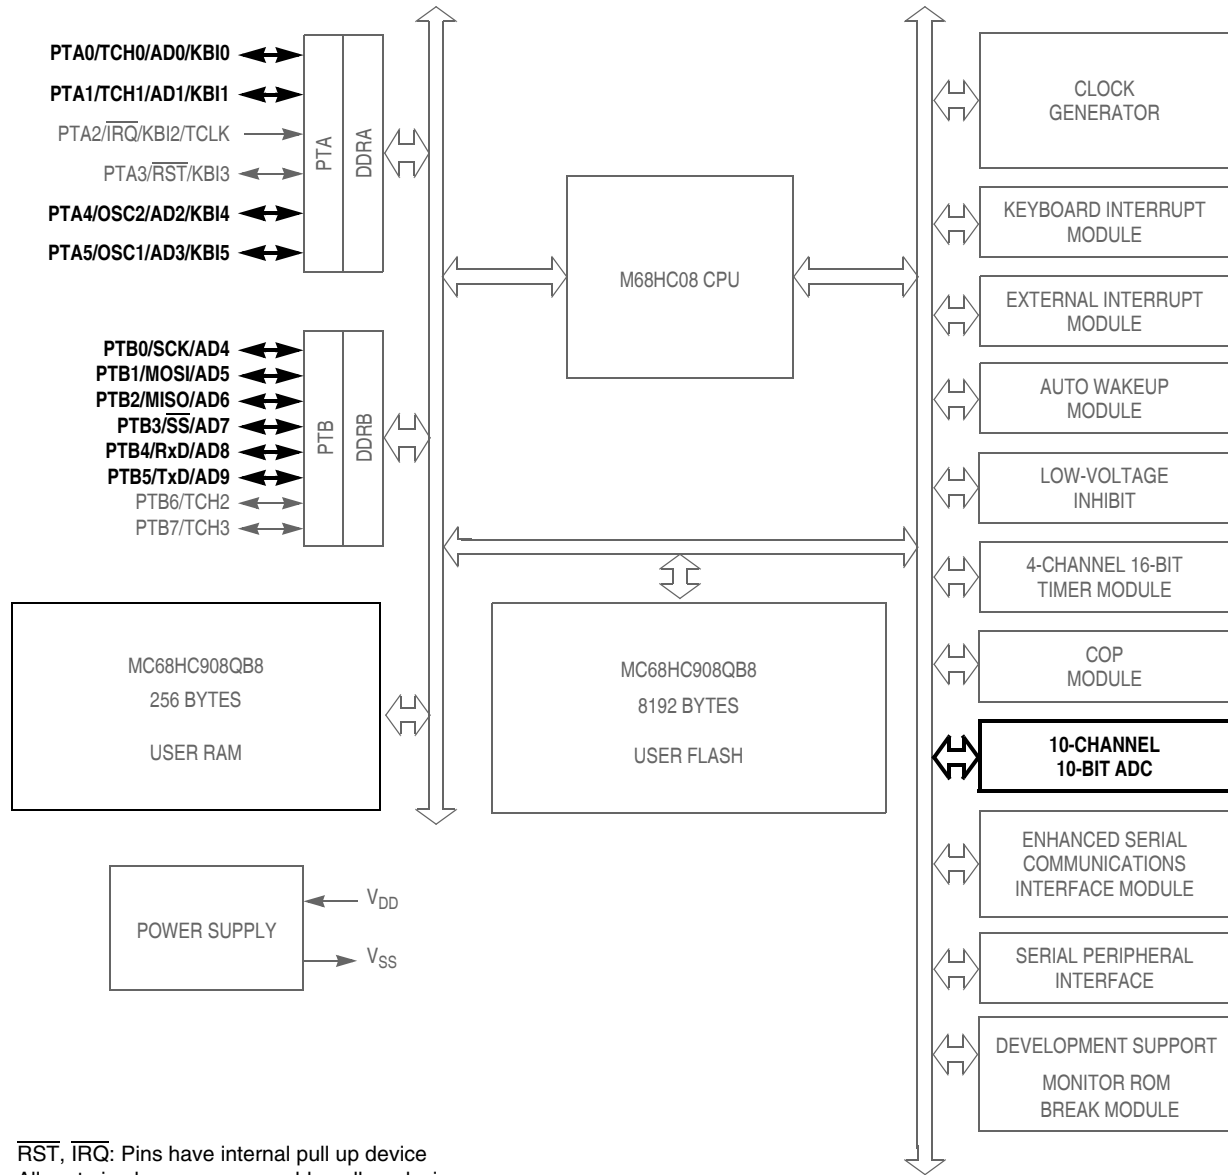 PTA0/TCH0/AD0/KBI0
PTA1/TCH1/AD1/KBI1
PTA2/IRQ/KBI2/TCLK
PTA3/RST/KBI3
PTA4/OSC2/AD2/KBI4
PTA5/OSC1/AD3/KBI5
PTA
DDRA
PTB0/SCK/AD4
PTB1/MOSI/AD5
PTB2/MISO/AD6
PTB3/SS/AD7
PTB4/RxD/AD8
PTB5/TxD/AD9
PTB6/TCH2
PTB7/TCH3
PTB
DDRB
M68HC08 CPU
MC68HC908QB8
256 BYTES
USER RAM
MC68HC908QB8
8192 BYTES
USER FLASH
POWER SUPPLY
VDD
VSS
CLOCK
GENERATOR
KEYBOARD INTERRUPT
MODULE
EXTERNAL INTERRUPT
MODULE
AUTO WAKEUP
MODULE
LOW-VOLTAGE
INHIBIT
4-CHANNEL 16-BIT
TIMER MODULE
COP
MODULE
10-CHANNEL
10-BIT ADC
ENHANCED SERIAL
COMMUNICATIONS
INTERFACE MODULE
SERIAL PERIPHERAL
INTERFACE
DEVELOPMENT SUPPORT
MONITOR ROM
BREAK MODULE
RST, IRQ: Pins have internal pull up device